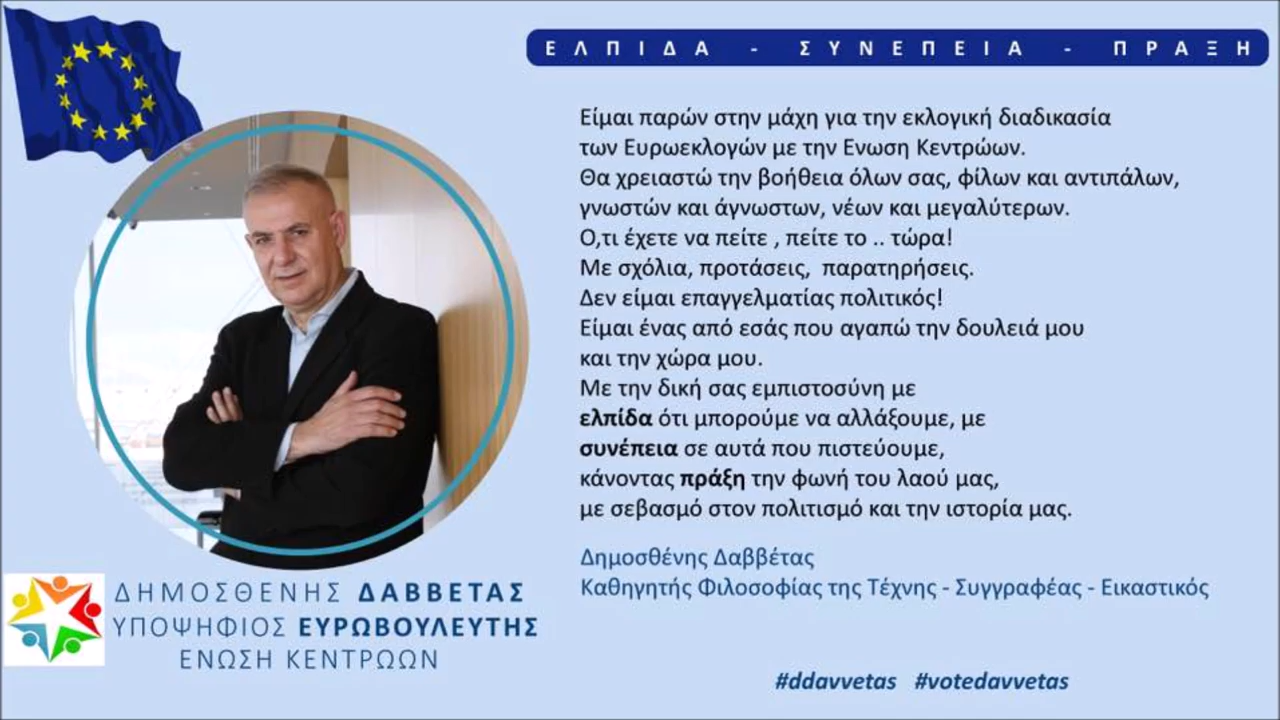 ΕΛΠΙΔΑ - ΣΥΝΕΠΕΙΑ - ΠΡΑΞΗ
Είμαι παρών στην μάχη για την εκλογική διαδικασία
των Ευρωεκλογών με την Ενωση Κεντρώων.
Θα χρειαστώ την βοήθεια όλων σας, φίλων και αντιπάλων,
γνωστών και άγνωστων, νέων και μεγαλύτερων.
Ο,τι έχετε να πείτε , πείτε το .. τώρα!
Με σχόλια, προτάσεις, παρατηρήσεις.
Δεν είμαι επαγγελματίας πολιτικός!
Είμαι ένας από εσάς που αγαπώ την δουλειά μου
και την χώρα μου.
Με την δική σας εμπιστοσύνη με
ελπίδα ότι μπορούμε να αλλάξουμε, με
συνέπεια σε αυτά που πιστεύουμε,
κάνοντας πράξη την φωνή του λαού μας,
με σεβασμό στον πολιτισμό και την ιστορία μας.
Δημοσθένης Δαββέτας
Καθηγητής Φιλοσοφίας της Τέχνης - Συγγραφέας - Εικαστικός
ΔΗΜΟΣΘΕΝΗΣ ΔΑΒΒΕΤΑΣ
ΥΠΟΨΗΦΙΟΣ ΕΥΡΩΒΟΥΛΕΥΤΗΣ
ΕΝΩΣΗ ΚΕΝΤΡΩΩΝ
#ddavvetas #votedavvetas